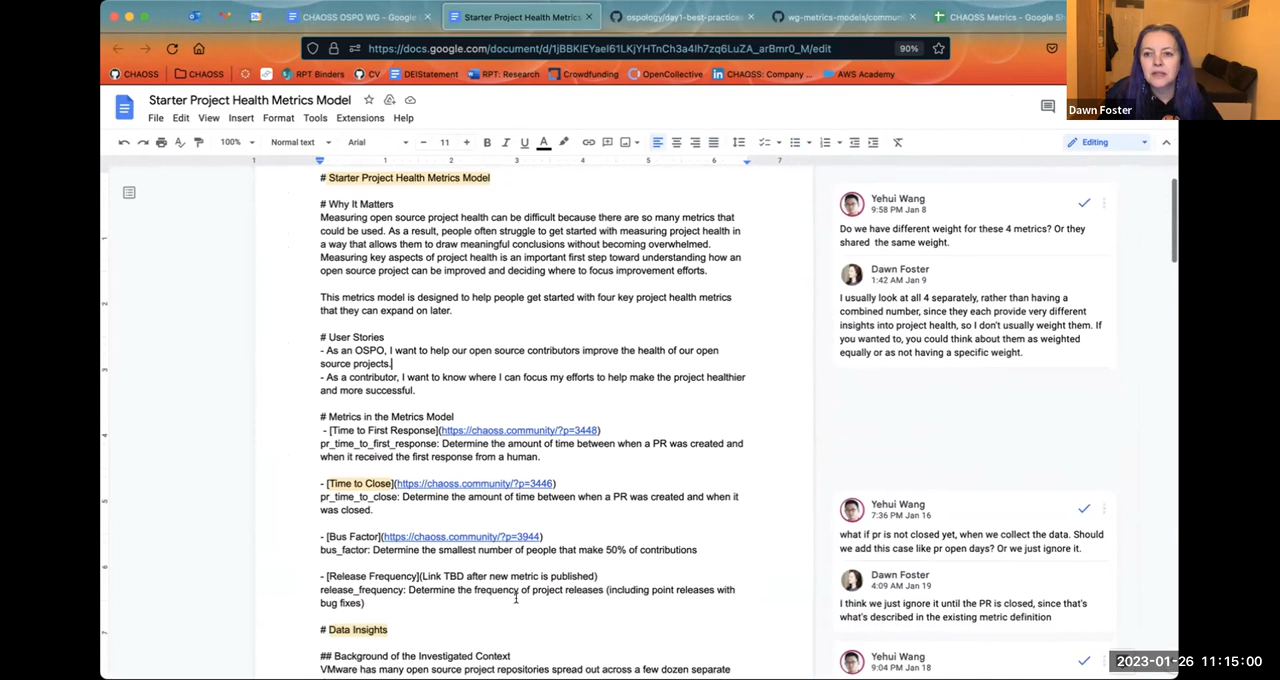 CHAOSS OSPO WG - Google
Starter Project Health Metrics
ospology/day1-best-practices
wg-metrics-models/commun
CHAOSS Metrics - Google Sh
90%
CHAOSS
CHAOSS
RPT Binders
CV
DEIStatement
RPT: Research
Crowdfunding
OpenCollective
CHAOSS: Company ...
AWS Academy
Dawn Foster
Starter Project Health Metrics Model
File Edit View Insert Format Tools Extensions Help
100% Normal text Arial 11 Editing
1 1 2 3 4 5 6 7
# Starter Project Health Metrics Model
# Why It Matters
Measuring open source project health can be difficult because there are so many metrics that
could be used. As a result, people often struggle to get started with measuring project health in
a way that allows them to draw meaningful conclusions without becoming overwhelmed.
Measuring key aspects of project health is an important first step toward understanding how an
open source project can be improved and deciding where to focus improvement efforts.
This metrics model is designed to help people get started with four key project health metrics
that they can expand on later.
# User Stories
- As an OSPO, I want to help our open source contributors improve the health of our open
source projects.
- As a contributor, I want to know where I can focus my efforts to help make the project healthier
and more successful.
# Metrics in the Metrics Model
- [Time to First Response](https://chaoss.community/?p=3448)
pr_time_to_first_response: Determine the amount of time between when a PR was created and
when it received the first response from a human.
- [Time to Close](https://chaoss.community/?p=3446)
pr_time_to_close: Determine the amount of time between when a PR was created and when it
was closed.
- [Bus Factor](https://chaoss.community/?p=3944)
bus_factor: Determine the smallest number of people that make 50% of contributions
- [Release Frequency](Link TBD after new metric is published)
release_frequency: Determine the frequency of project releases (including point releases with
bug fixes)
# Data Insights
## Background of the Investigated Context
VMware has many open source project repositories spread out across a few dozen separate
Yehui Wang
9:58 PM Jan 8
Do we have different weight for these 4 metrics? Or they
shared the same weight.
Dawn Foster
1:42 AM Jan 9
I usually look at all 4 separately, rather than having a
combined number, since they each provide very different
insights into project health, so I don't usually weight them. If
you wanted to, you could think about them as weighted
equally or as not having a specific weight.
Yehui Wang
7:36 PM Jan 16
what if pr is not closed yet, when we collect the data. Should
we add this case like pr open days? Or we just ignore it.
Dawn Foster
4:09 AM Jan 19
I think we just ignore it until the PR is closed, since that's
what's described in the existing metric definition
Yehui Wang
9:04 PM Jan 18
2023-01-26 11:15:00